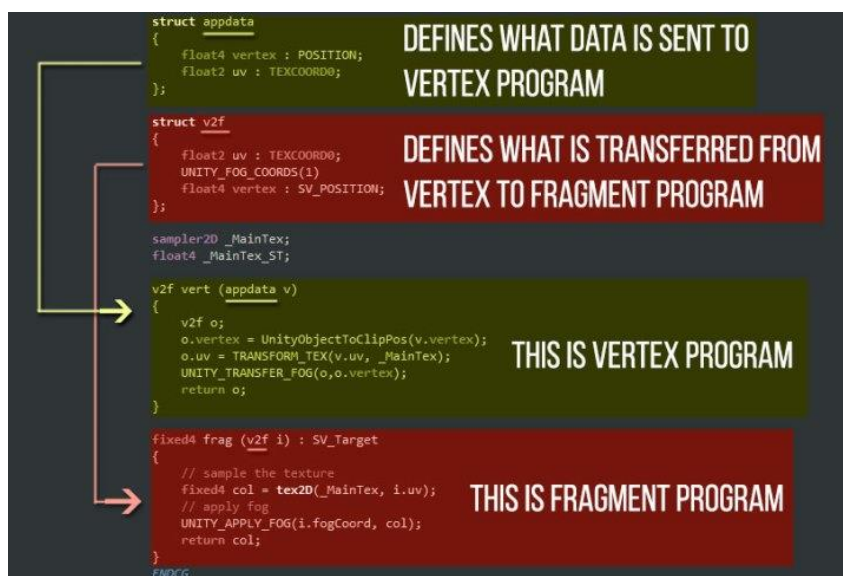 struct appdata
{
float4 vertex : POSITION;
float2 uv : TEXCOORD0;
};
DEFINES WHAT DATA IS SENT TO
VERTEX PROGRAM
struct v2f
{
float2 uv : TEXCOORD0;
UNITY_FOG_COORDS(1)
float4 vertex : SV_POSITION;
};
DEFINES WHAT IS TRANSFERRED FROM
VERTEX TO FRAGMENT PROGRAM
sampler2D _MainTex;
float4 _MainTex_ST;
v2f vert (appdata v)
{
v2f o;
o.vertex = UnityObjectToClipPos(v.vertex);
o.uv = TRANSFORM_TEX(v.uv, _MainTex);
UNITY_TRANSFER_FOG(o,o.vertex);
return o;
}
THIS IS VERTEX PROGRAM
fixed4 frag (v2f i) : SV_Target
{
// sample the texture
fixed4 col = tex2D(_MainTex, i.uv);
// apply fog
UNITY_APPLY_FOG(i.fogCoord, col);
return col;
}
THIS IS FRAGMENT PROGRAM
ENDCG